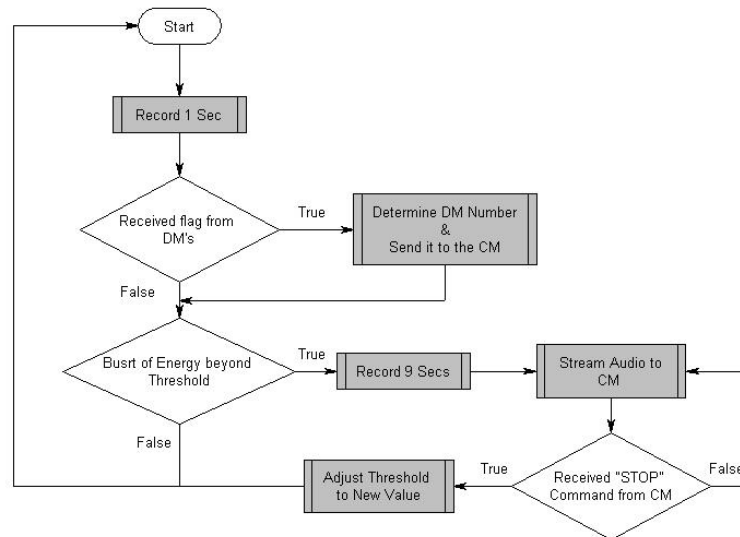 Start
Record 1 Sec
Received flag from
DM's
True
Determine DM Number
&
Send it to the CM
False
Busrt of Energy beyond
Threshold
True
Record 9 Secs
Stream Audio to
CM
False
Adjust Threshold
to New Value
True
Received "STOP"
Command from CM
False